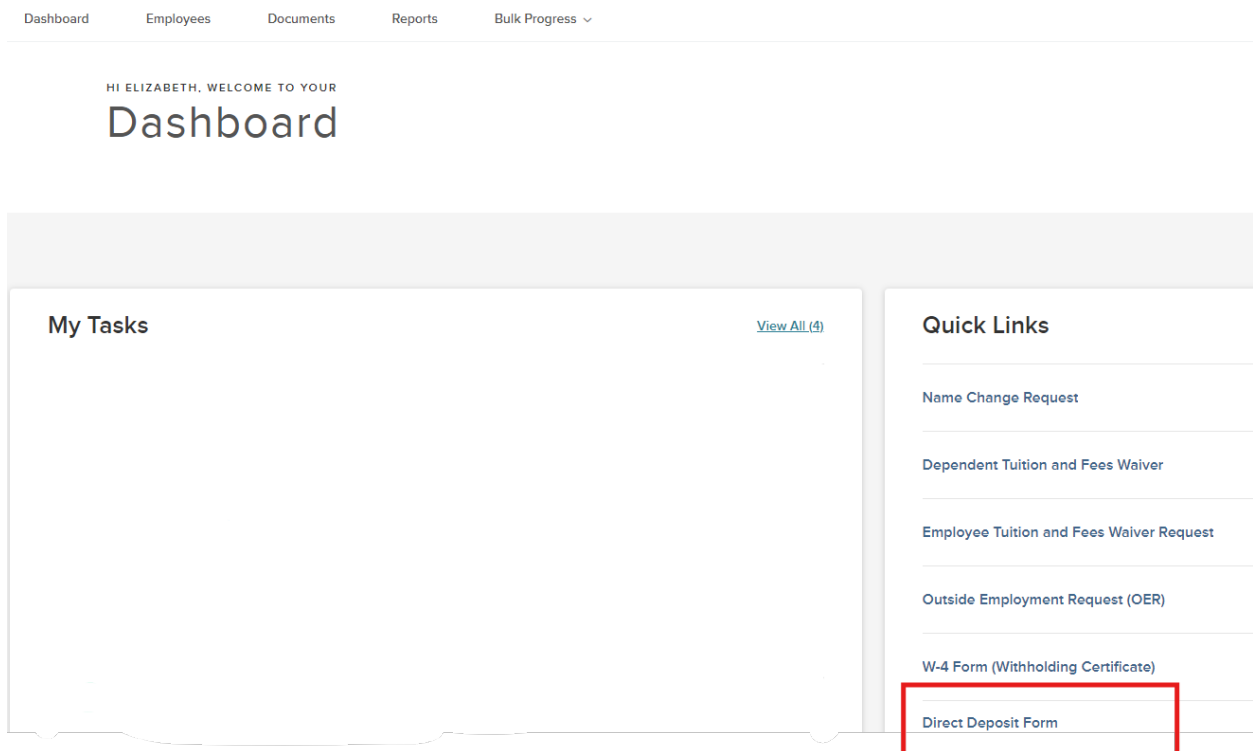 Dashboard Employees Documents Reports Bulk Progress
HI ELIZABETH, WELCOME TO YOUR
Dashboard
My Tasks
View All (4)
Quick Links
Name Change Request
Dependent Tuition and Fees Waiver
Employee Tuition and Fees Waiver Request
Outside Employment Request (OER)
W-4 Form (Withholding Certificate)
Direct Deposit Form